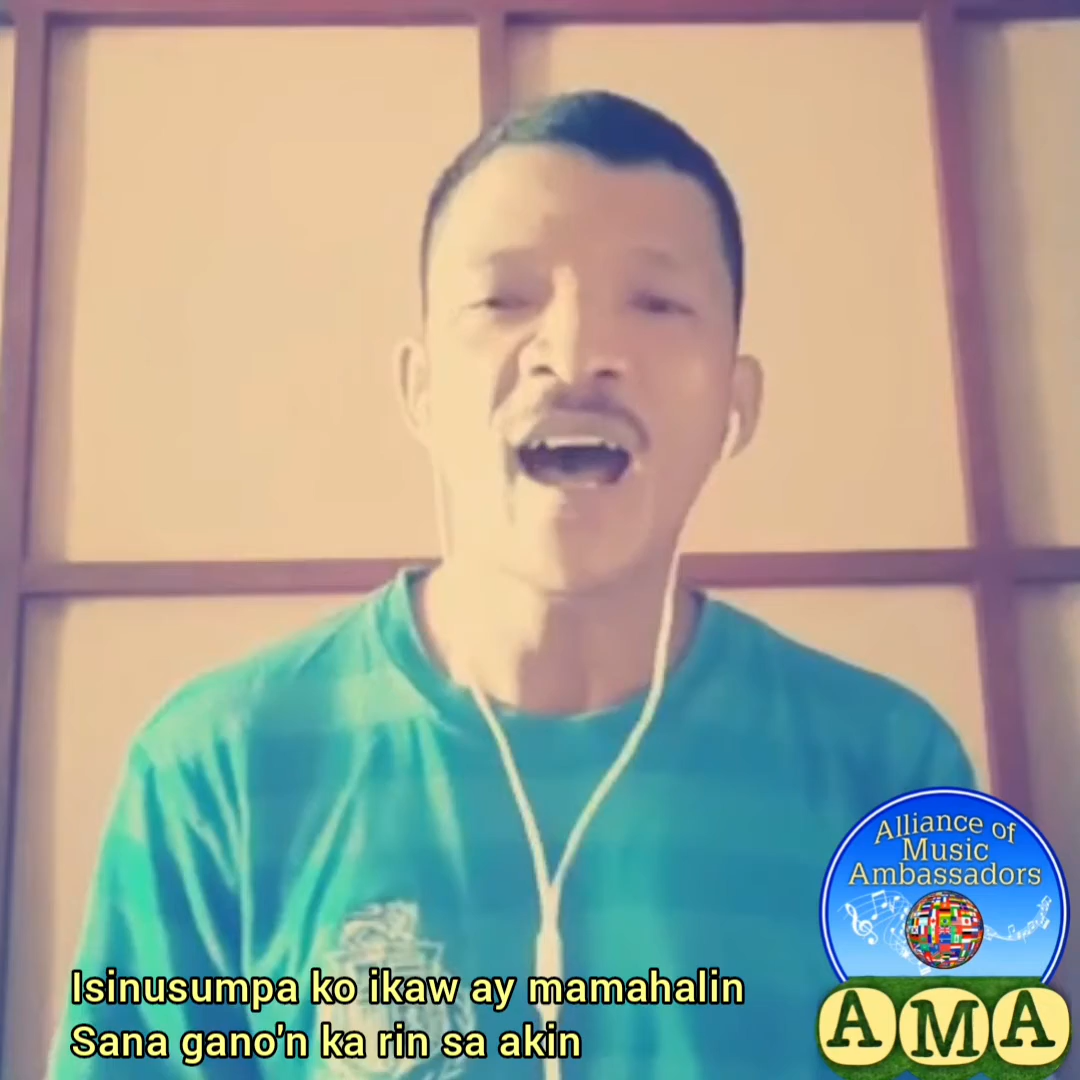 Alliance of
Music
Ambassadors
Isinusumpa ko ikaw ay mamahalin
Sana gano'n ka rin sa akin
AMA